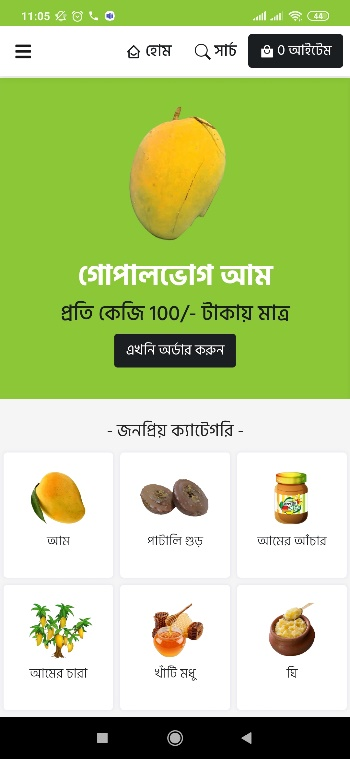 11:05
44
হোম
সার্চ
0 আইটেম
গোপালভোগ আম
প্রতি কেজি 100/- টাকায় মাত্র
এখনি অর্ডার করুন
- জনপ্রিয় ক্যাটেগরি -
আম
পাটালি গুড়
আমের আঁচার
আমের চারা
খাঁটি মধু
ঘি